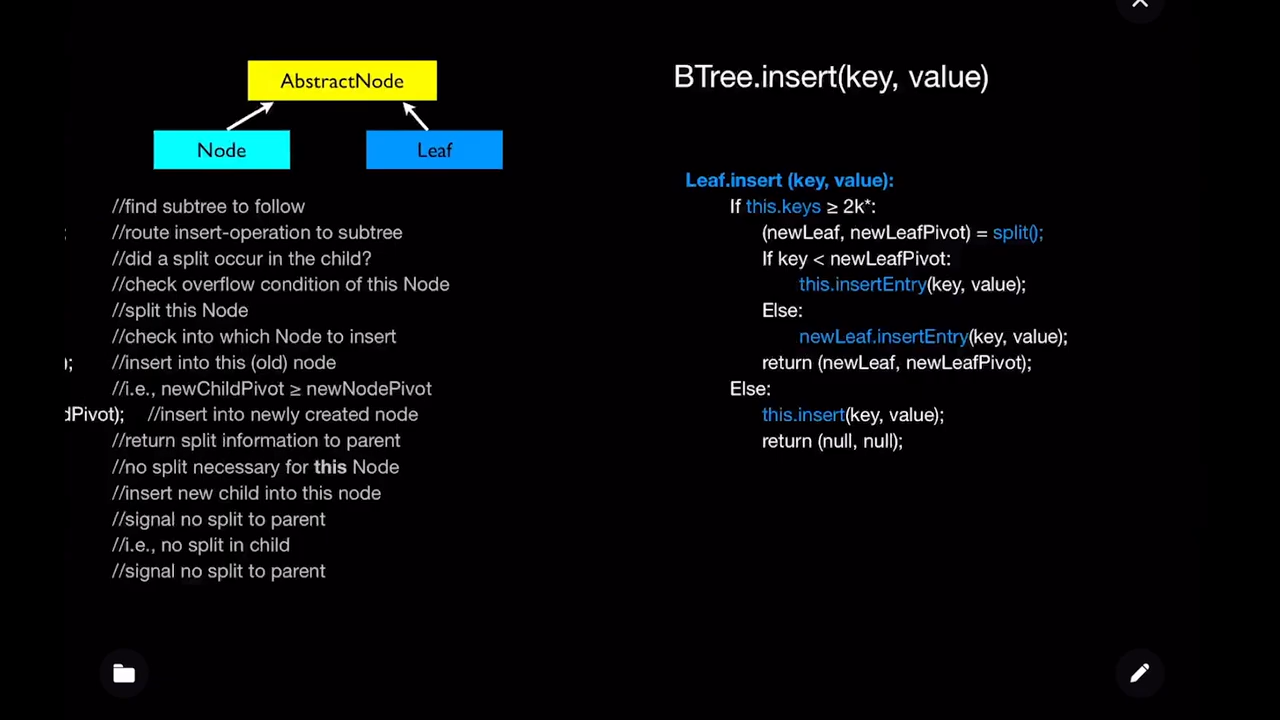 AbstractNode
Node
Leaf
//find subtree to follow
; //route insert-operation to subtree
//did a split occur in the child?
//check overflow condition of this Node
//split this Node
//check into which Node to insert
); //insert into this (old) node
//i.e., newChildPivot ≥ newNodePivot
dPivot); //insert into newly created node
//return split information to parent
//no split necessary for this Node
//insert new child into this node
//signal no split to parent
//i.e., no split in child
//signal no split to parent
BTree.insert(key, value)
Leaf.insert (key, value):
If this.keys ≥ 2k*:
(newLeaf, newLeafPivot) = split();
If key < newLeafPivot:
this.insertEntry(key, value);
Else:
newLeaf.insertEntry(key, value);
return (newLeaf, newLeafPivot);
Else:
this.insert(key, value);
return (null, null);